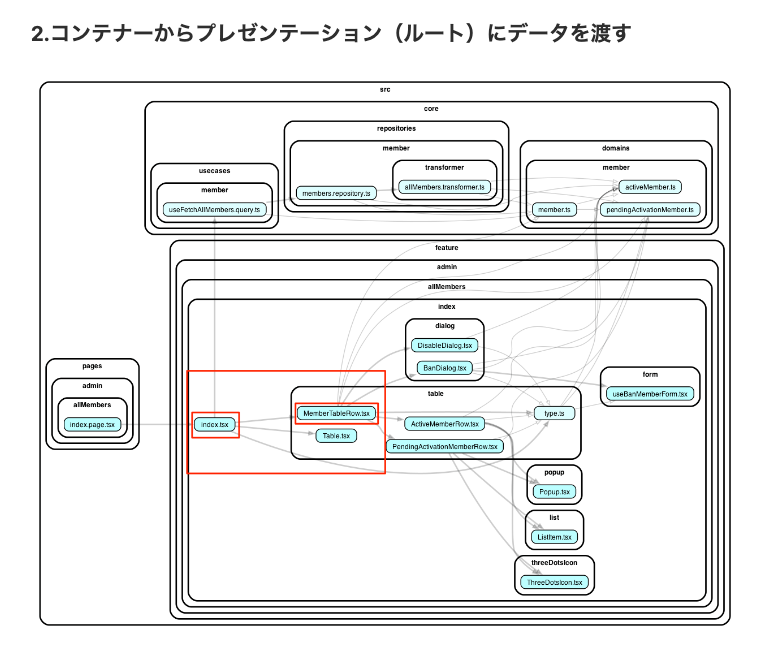 2.コンテナーからプレゼンテーション（ルート）にデータを渡す
src
core
repositories
member
domains
transformer
member
usecases
member
allMembers.transformer.ts
activeMember.ts
members.repository.ts
useFetchAllMembers.query.ts
member.ts
pendingActivationMember.ts
feature
admin
allMembers
index
dialog
DisableDialog.tsx
BanDialog.tsx
pages
admin
allMembers
index.page.tsx
form
useBanMemberForm.tsx
table
MemberTableRow.tsx
type.ts
index.tsx
ActiveMemberRow.tsx
Table.tsx
PendingActivationMemberRow.tsx
popup
Popup.tsx
list
ListItem.tsx
threeDotsIcon
ThreeDotsIcon.tsx